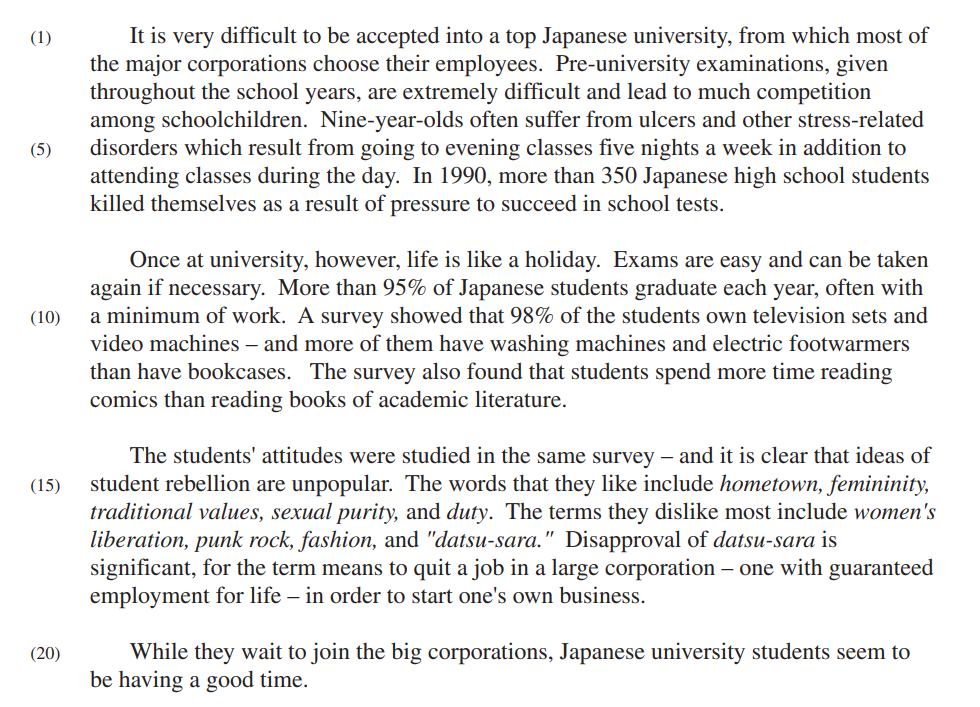 (1) It is very difficult to be accepted into a top Japanese university, from which most of
the major corporations choose their employees. Pre-university examinations, given
throughout the school years, are extremely difficult and lead to much competition
among schoolchildren. Nine-year-olds often suffer from ulcers and other stress-related
(5) disorders which result from going to evening classes five nights a week in addition to
attending classes during the day. In 1990, more than 350 Japanese high school students
killed themselves as a result of pressure to succeed in school tests.
Once at university, however, life is like a holiday. Exams are easy and can be taken
again if necessary. More than 95% of Japanese students graduate each year, often with
(10) a minimum of work. A survey showed that 98% of the students own television sets and
video machines – and more of them have washing machines and electric footwarmers
than have bookcases. The survey also found that students spend more time reading
comics than reading books of academic literature.
The students' attitudes were studied in the same survey – and it is clear that ideas of
(15) student rebellion are unpopular. The words that they like include hometown, femininity,
traditional values, sexual purity, and duty. The terms they dislike most include women's
liberation, punk rock, fashion, and "datsu-sara." Disapproval of datsu-sara is
significant, for the term means to quit a job in a large corporation – one with guaranteed
employment for life – in order to start one's own business.
(20) While they wait to join the big corporations, Japanese university students seem to
be having a good time.